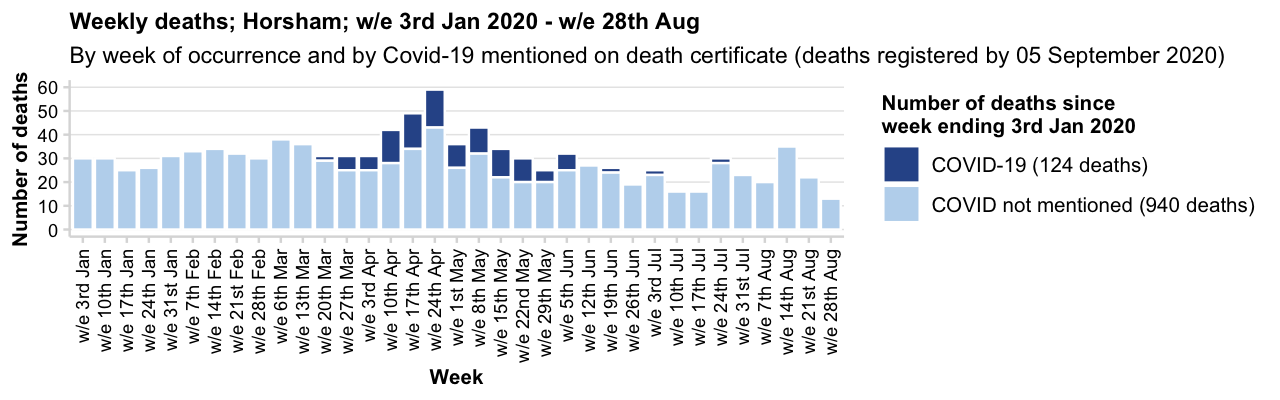 Weekly deaths; Horsham; w/e 3rd Jan 2020 - w/e 28th Aug
By week of occurrence and by Covid-19 mentioned on death certificate (deaths registered by 05 September 2020)
Number of deaths
60
50
40
30
20
10
0
w/e 3rd Jan
w/e 10th Jan
w/e 17th Jan
w/e 24th Jan
w/e 31st Jan
w/e 7th Feb
w/e 14th Feb
w/e 21st Feb
w/e 28th Feb
w/e 6th Mar
w/e 13th Mar
w/e 20th Mar
w/e 27th Mar
w/e 3rd Apr
w/e 10th Apr
w/e 17th Apr
w/e 24th Apr
w/e 1st May
w/e 8th May
w/e 15th May
w/e 22nd May
w/e 29th May
w/e 5th Jun
w/e 12th Jun
w/e 19th Jun
w/e 26th Jun
w/e 3rd Jul
w/e 10th Jul
w/e 17th Jul
w/e 24th Jul
w/e 31st Jul
w/e 7th Aug
w/e 14th Aug
w/e 21st Aug
w/e 28th Aug
Week
Number of deaths since
week ending 3rd Jan 2020
COVID-19 (124 deaths)
COVID not mentioned (940 deaths)